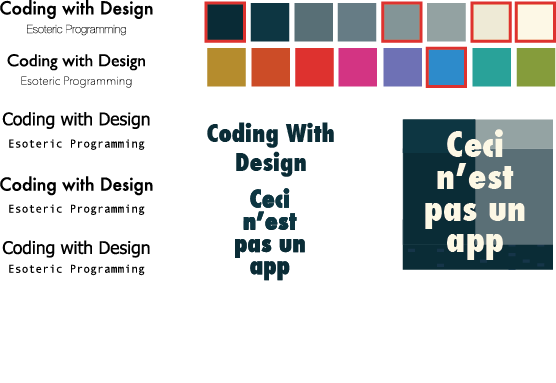 Coding with Design
Esoteric Programming
Coding with Design
Esoteric Programming
Coding with Design
Esoteric Programming
Coding with Design
Esoteric Programming
Coding with Design
Esoteric Programming
Coding With
Design
Ceci
n’est
pas un
app
Ceci
n’est
pas un
app